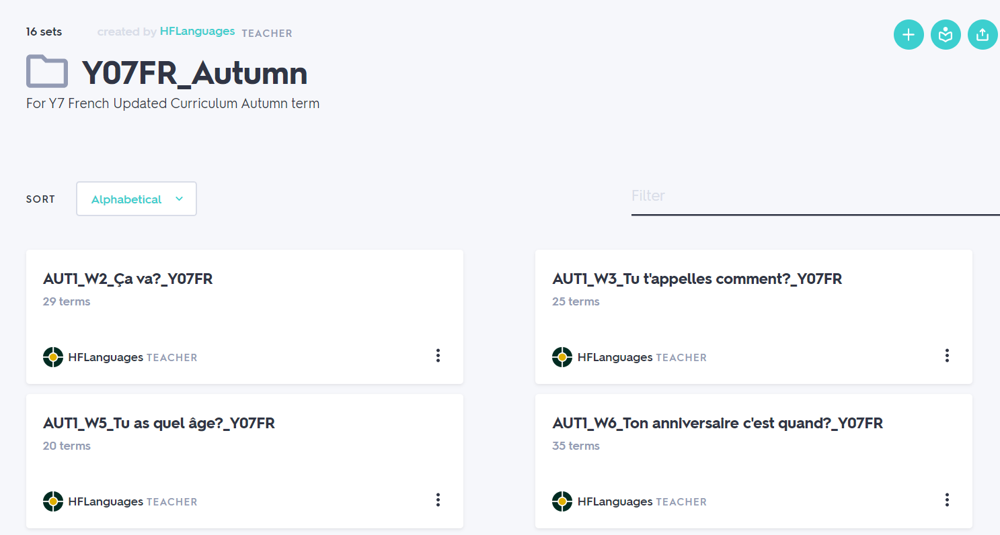 16 sets created by HFLanguages TEACHER
Y07FR_Autumn
For Y7 French Updated Curriculum Autumn term
SORT Alphabetical Filter
AUT1_W2_Ça va?_Y07FR
29 terms
HFLanguages TEACHER
AUT1_W3_Tu t'appelles comment?_Y07FR
25 terms
HFLanguages TEACHER
AUT1_W5_Tu as quel âge?_Y07FR
20 terms
HFLanguages TEACHER
AUT1_W6_Ton anniversaire c'est quand?_Y07FR
35 terms
HFLanguages TEACHER